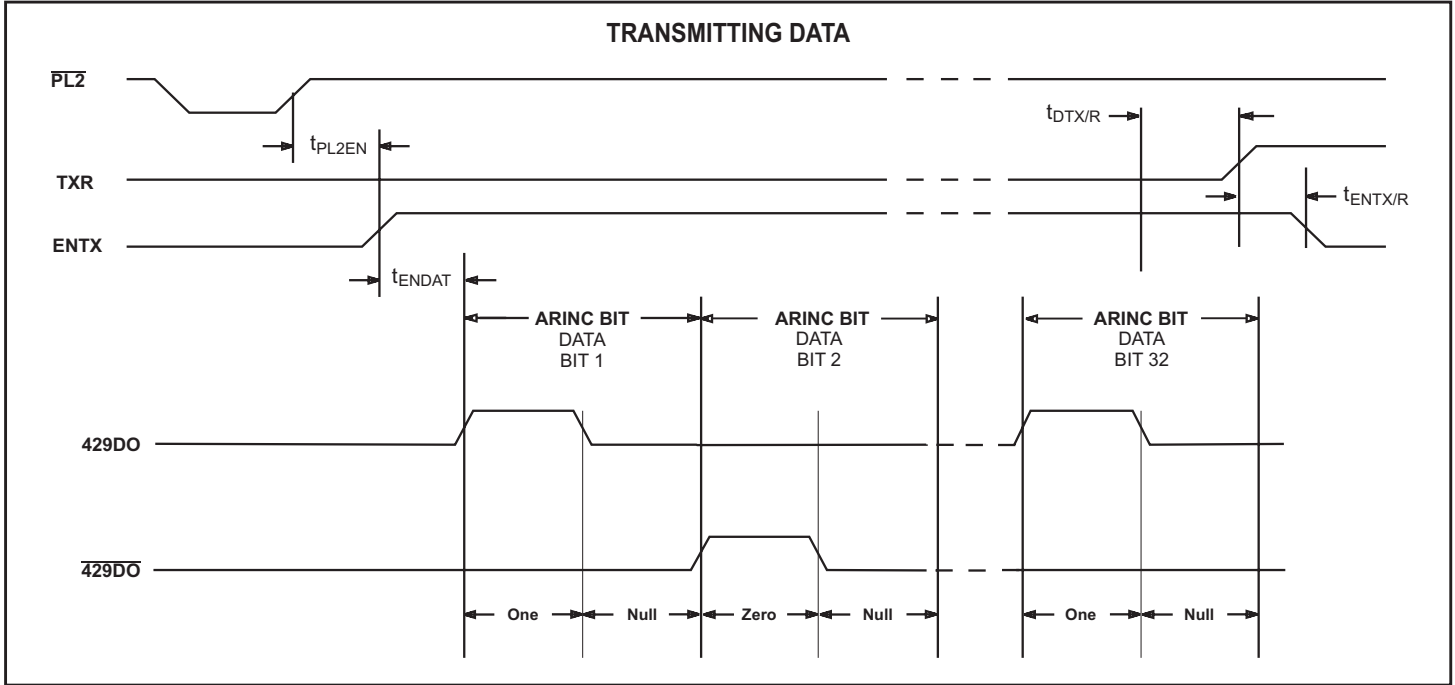 TRANSMITTING DATA
PL2
tDTX/R
tPL2EN
TXR
tENTX/R
ENTX
tENDAT
ARINC BIT
DATA
BIT 1
ARINC BIT
DATA
BIT 2
ARINC BIT
DATA
BIT 32
429DO
429DO
One
Null
Zero
Null
One
Null